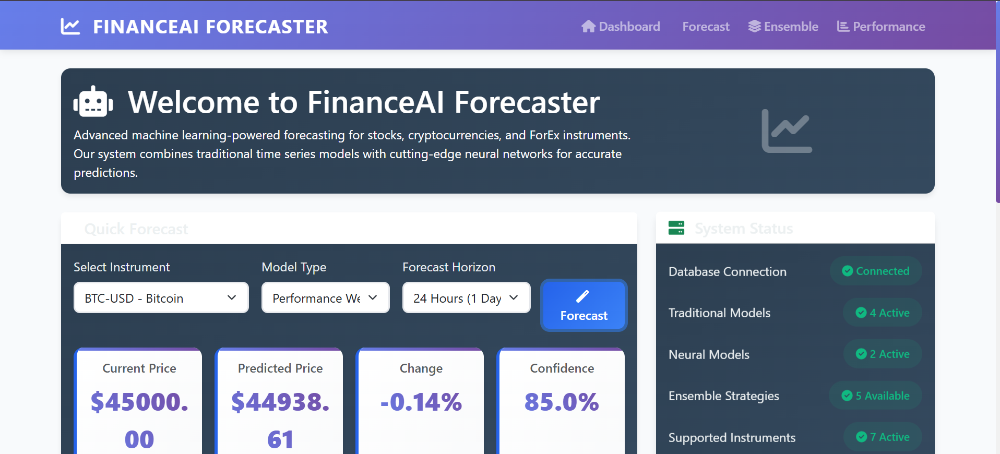 FINANCEAI FORECASTER
Dashboard
Forecast
Ensemble
Performance
Welcome to FinanceAI Forecaster
Advanced machine learning-powered forecasting for stocks, cryptocurrencies, and ForEx instruments.
Our system combines traditional time series models with cutting-edge neural networks for accurate
predictions.
Quick Forecast
Select Instrument
BTC-USD - Bitcoin
Model Type
Performance We
Forecast Horizon
24 Hours (1 Day
Forecast
Current Price
$45000.
00
Predicted Price
$44938.
61
Change
-0.14%
Confidence
85.0%
System Status
Database Connection
Connected
Traditional Models
4 Active
Neural Models
2 Active
Ensemble Strategies
5 Available
Supported Instruments
7 Active